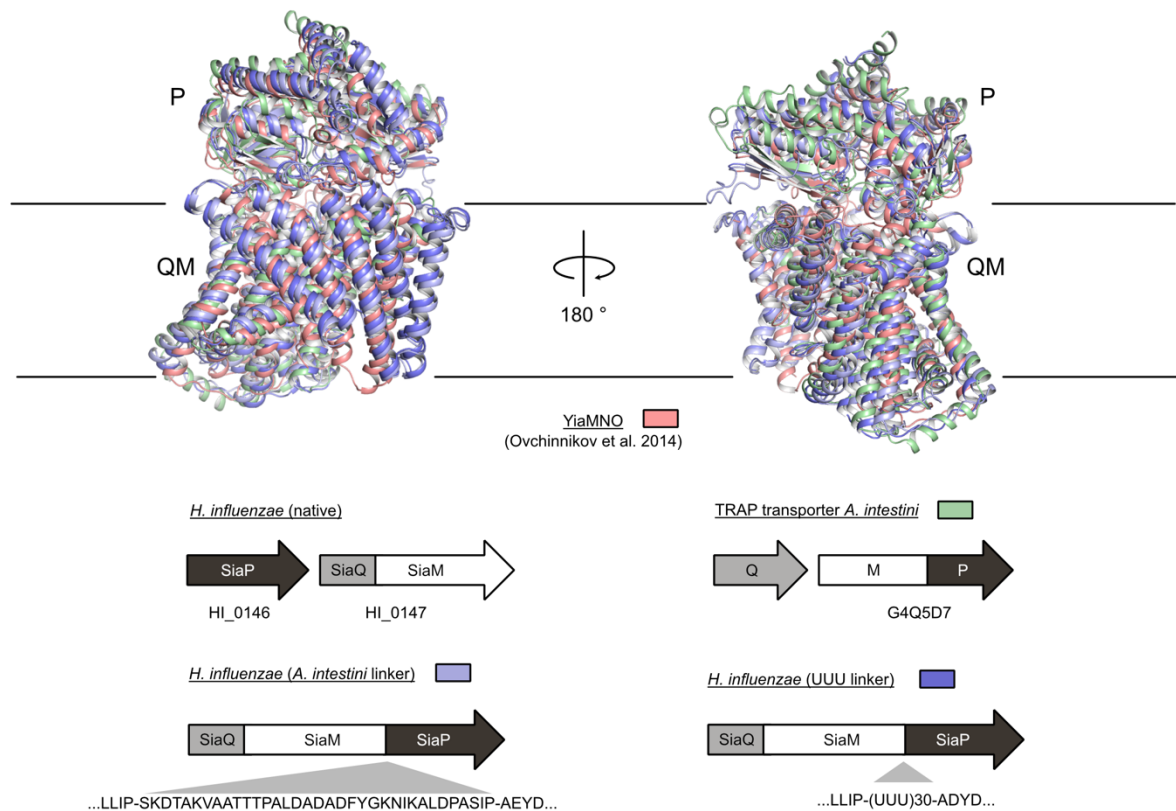 P
P
QM
QM
180 °
YiaMNO
(Ovchinnikov et al. 2014)
H. influenzae (native)
TRAP transporter A. intestini
SiaP
SiaQ
SiaM
Q
M
P
HI_0146
HI_0147
G4Q5D7
H. influenzae (A. intestini linker)
H. influenzae (UUU linker)
SiaQ
SiaM
SiaP
SiaQ
SiaM
SiaP
...LLIP-SKDTAKVAATTTPALDADADFYGKNIKALDPASIP-AEYD...
...LLIP-(UUU)30-ADYD...